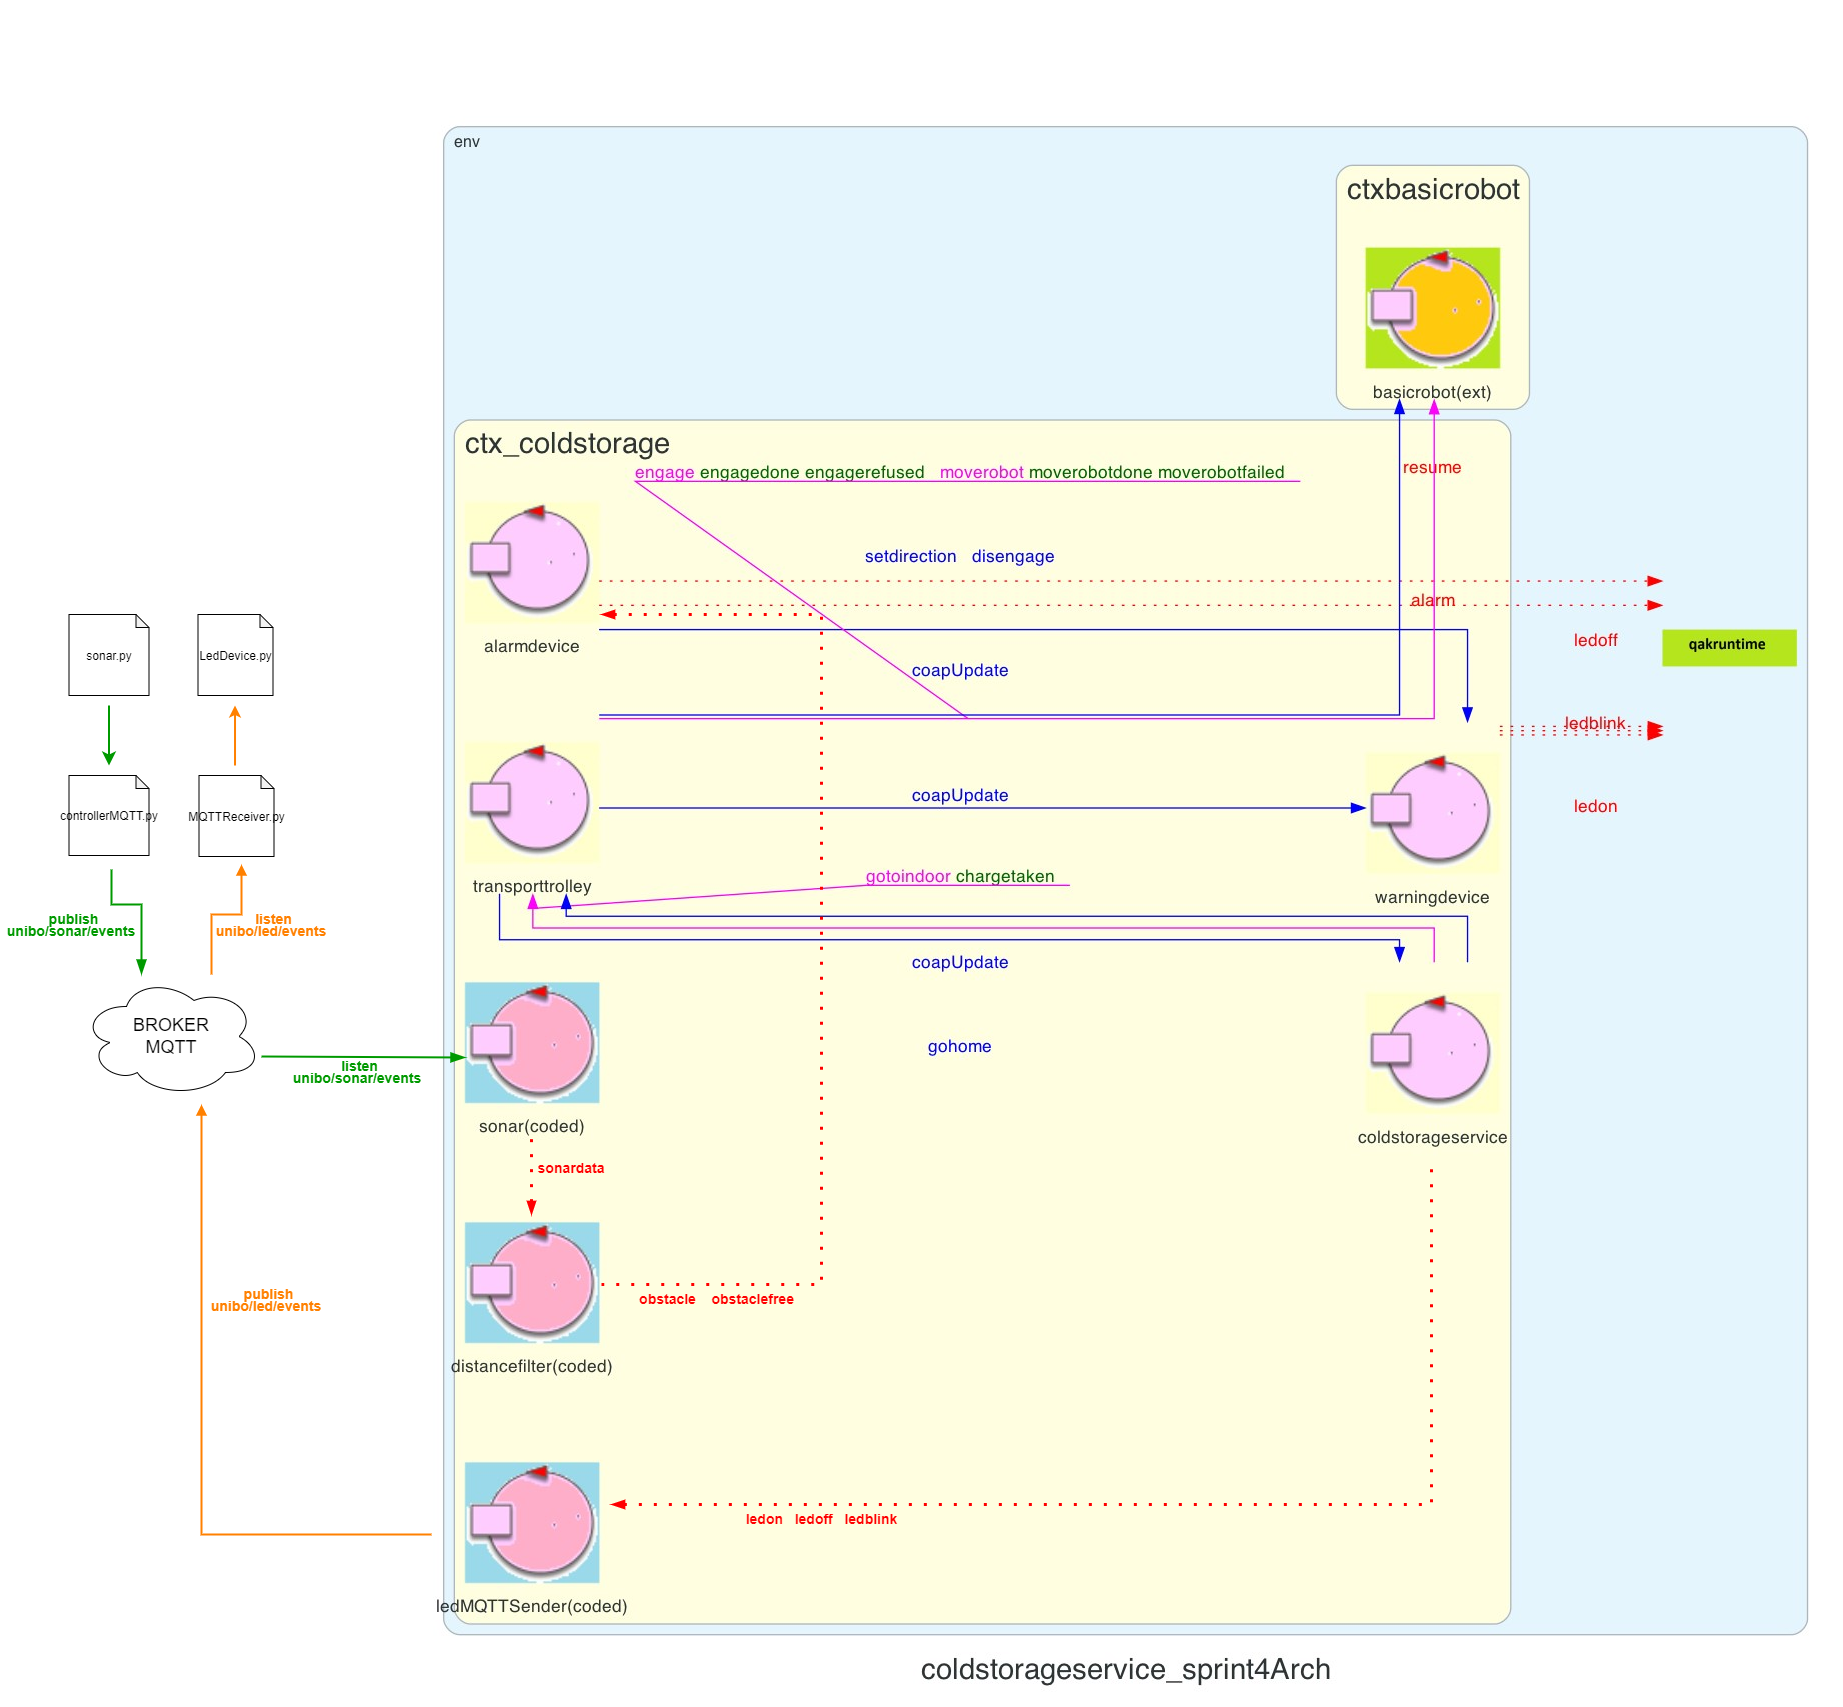 env
ctxbasicrobot
basicrobot(ext)
ctx_coldstorage
engage engagedone engagerefused moverobot moverobotdone moverobotfailed
resume
setdirection disengage
alarm
alarmdevice
ledoff
qakruntime
sonar.py
LedDevice.py
coapUpdate
ledblink
coapUpdate
ledon
controllerMQTT.py
MQTTReceiver.py
transporttrolley
gotoindoor chargetaken
warningdevice
publish
unibo/sonar/events
listen
unibo/led/events
coapUpdate
BROKER
MQTT
gohome
listen
unibo/sonar/events
sonar(coded)
coldstorageservice
sonardata
publish
unibo/led/events
obstacle obstaclefree
distancefilter(coded)
ledon ledoff ledblink
ledMQTTSender(coded)
coldstorageservice_sprint4Arch